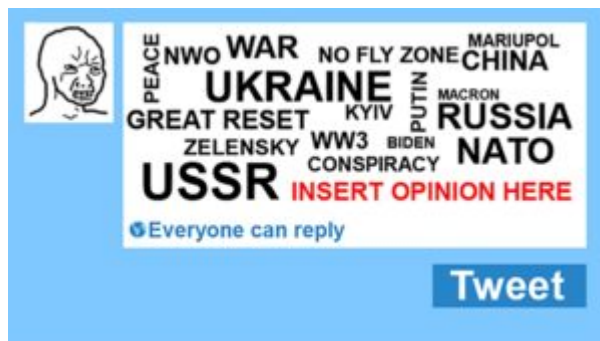 PEACE
NWO WAR NO FLY ZONE MARIUPOL
CHINA
UKRAINE PUTIN MACRON
GREAT RESET KYIV RUSSIA
ZELENSKY WW3 BIDEN NATO
CONSPIRACY
USSR INSERT OPINION HERE
Everyone can reply
Tweet